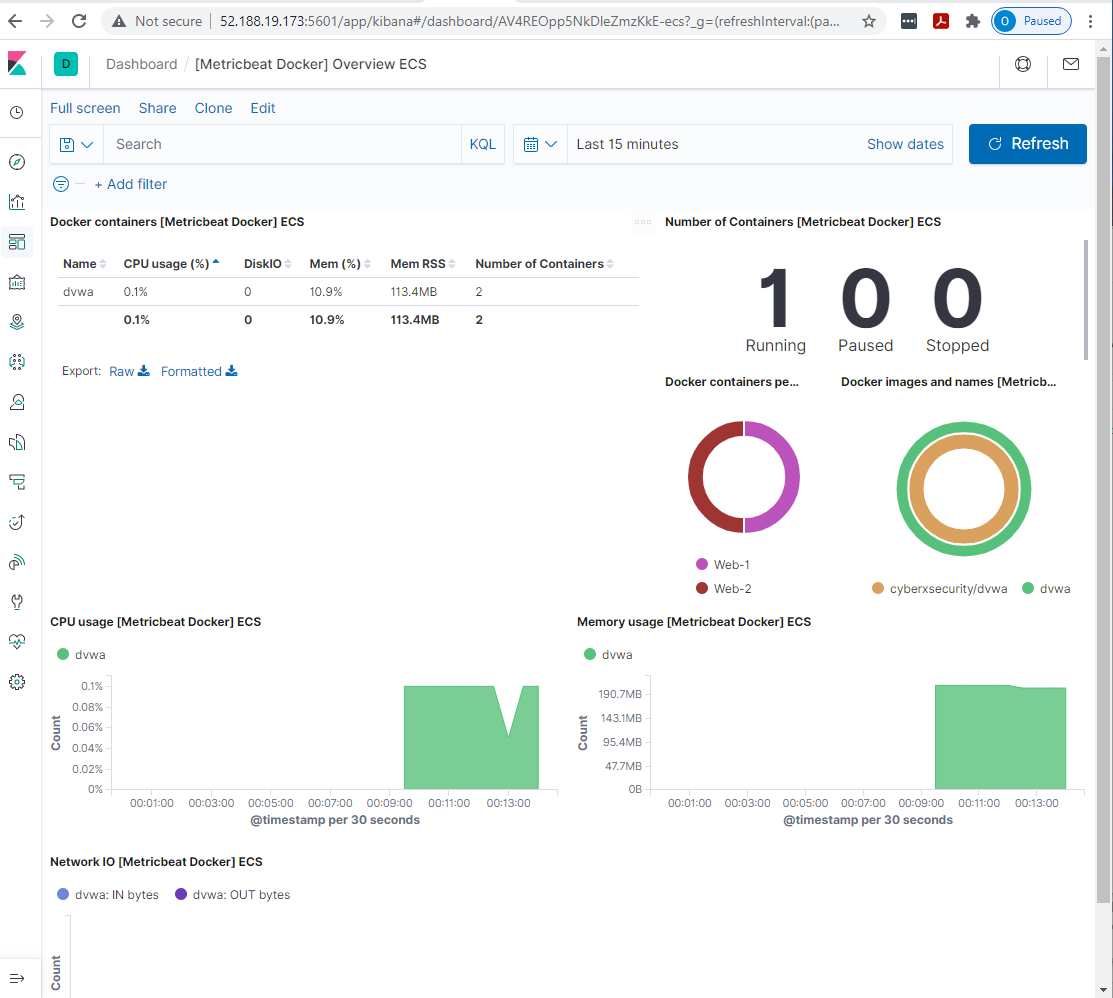 Not secure | 52.188.19.173:5601/app/kibana#/dashboard/AV4REOpp5NkDIeZmzKkE-ecs?_g=(refreshInterval:(pa...
O Paused
D Dashboard / [Metricbeat Docker] Overview ECS
Full screen Share Clone Edit
Search KQL Last 15 minutes Show dates Refresh
+ Add filter
Docker containers [Metricbeat Docker] ECS
Name CPU usage (%) DiskIO Mem (%) Mem RSS Number of Containers
dvwa 0.1% 0 10.9% 113.4MB 2
0.1% 0 10.9% 113.4MB 2
Export: Raw Formatted
Number of Containers [Metricbeat Docker] ECS
1 0 0
Running Paused Stopped
Docker containers pe...
Web-1
Web-2
Docker images and names [Metricb...
cyberxsecurity/dvwa dvwa
CPU usage [Metricbeat Docker] ECS
dvwa
Count
0.1%
0.08%
0.06%
0.04%
0.02%
0%
00:01:00 00:03:00 00:05:00 00:07:00 00:09:00 00:11:00 00:13:00
@timestamp per 30 seconds
Memory usage [Metricbeat Docker] ECS
dvwa
Count
190.7MB
143.1MB
95.4MB
47.7MB
0B
00:01:00 00:03:00 00:05:00 00:07:00 00:09:00 00:11:00 00:13:00
@timestamp per 30 seconds
Network IO [Metricbeat Docker] ECS
dvwa: IN bytes dvwa: OUT bytes
Count